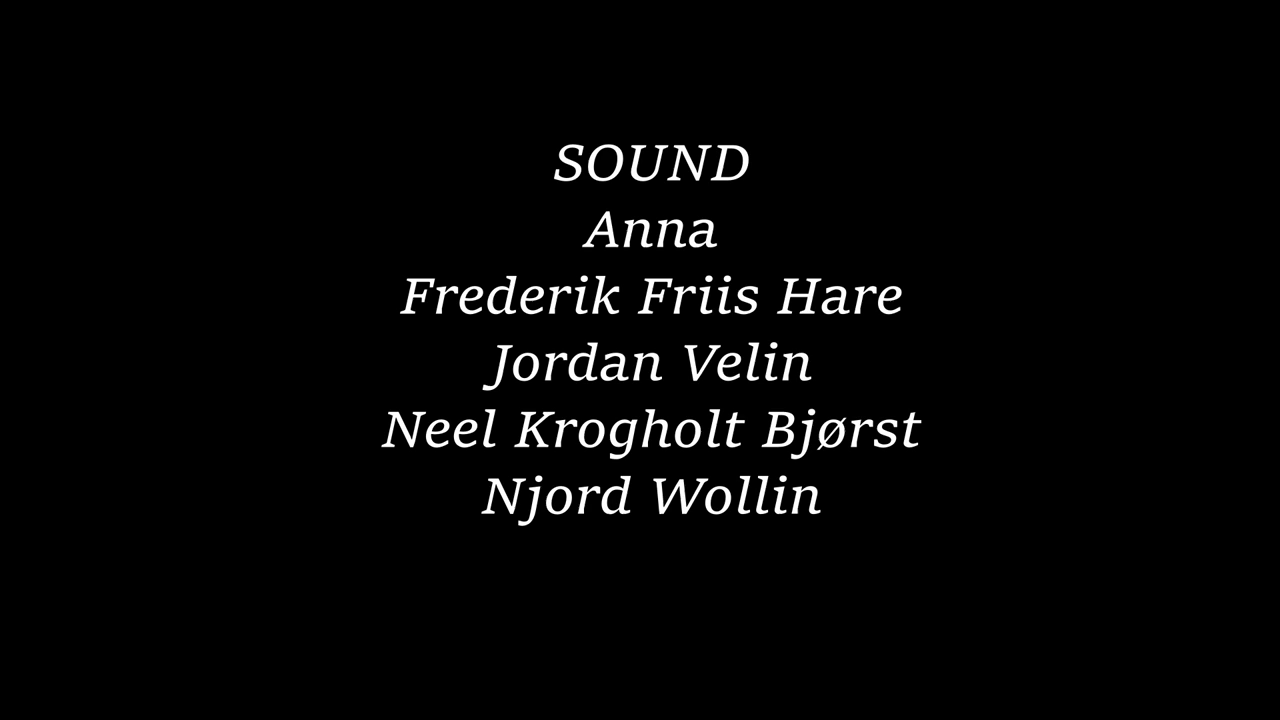 SOUND
Anna
Frederik Friis Hare
Jordan Velin
Neel Krogholt Bjørst
Njord Wollin